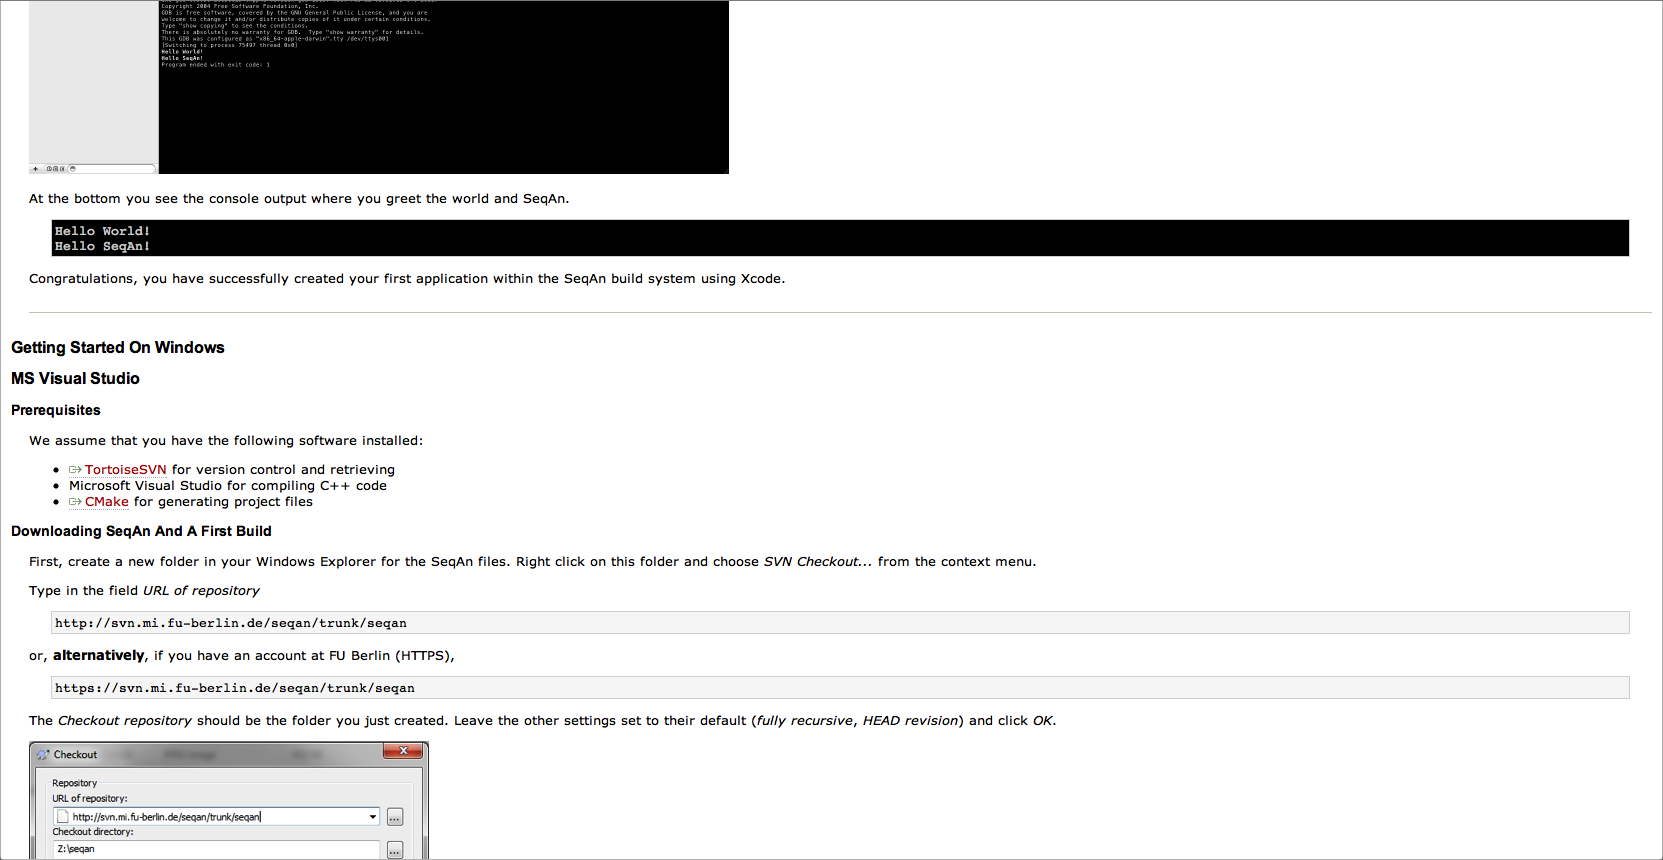 Copyright 2004 Free Software Foundation, Inc.
GDB is free software, covered by the GNU General Public License, and you are
welcome to change it and/or distribute copies of it under certain conditions.
Type "show copying" to see the conditions.
There is absolutely no warranty for GDB.  Type "show warranty" for details.
This GDB was configured as "x86_64-apple-darwin".tty /dev/ttys001
[Switching to process 75497 thread 0x0]
Hello World!
Hello SeqAn!
Program ended with exit code: 1
At the bottom you see the console output where you greet the world and SeqAn.
Hello World!
Hello SeqAn!
Congratulations, you have successfully created your first application within the SeqAn build system using Xcode.
Getting Started On Windows
MS Visual Studio
Prerequisites
We assume that you have the following software installed:
TortoiseSVN for version control and retrieving
Microsoft Visual Studio for compiling C++ code
CMake for generating project files
Downloading SeqAn And A First Build
First, create a new folder in your Windows Explorer for the SeqAn files. Right click on this folder and choose SVN Checkout... from the context menu.
Type in the field URL of repository
http://svn.mi.fu-berlin.de/seqan/trunk/seqan
or, alternatively, if you have an account at FU Berlin (HTTPS),
https://svn.mi.fu-berlin.de/seqan/trunk/seqan
The Checkout repository should be the folder you just created. Leave the other settings set to their default (fully recursive, HEAD revision) and click OK.
Checkout
Repository
URL of repository:
http://svn.mi.fu-berlin.de/seqan/trunk/seqan
...
Checkout directory:
Z:\seqan
...